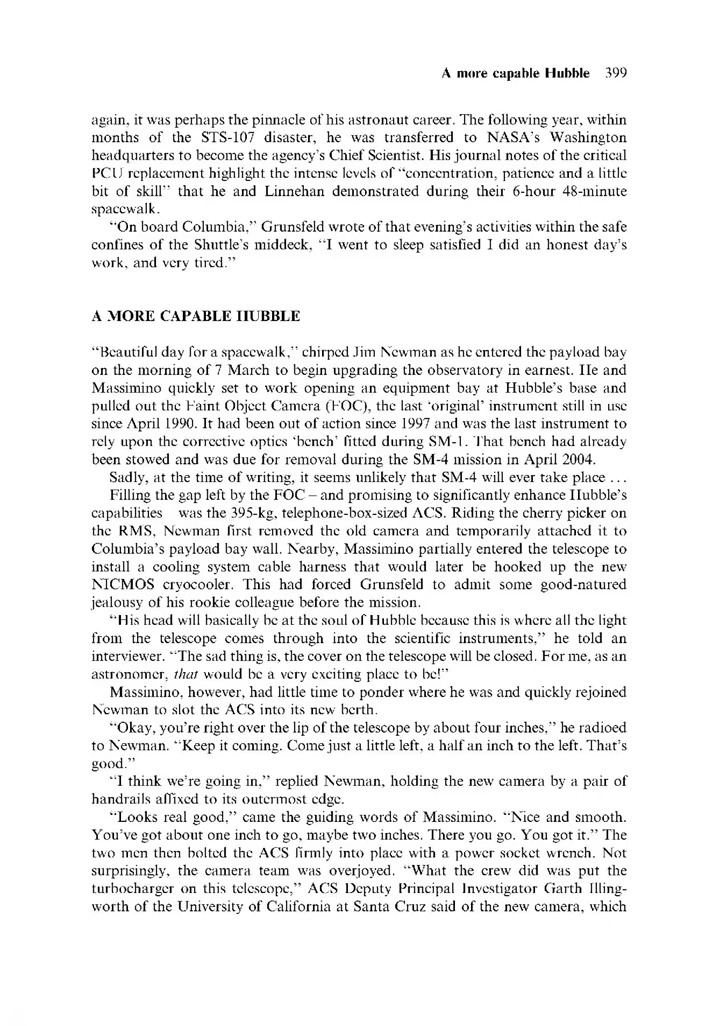 A more capable Hubble 399
again, it was perhaps the pinnacle of his astronaut career. The following year, within
months of the STS-107 disaster, he was transferred to NASA's Washington
headquarters to become the agency's Chief Scientist. His journal notes of the critical
PCU replacement highlight the intense levels of "concentration, patience and a little
bit of skill" that he and Linnehan demonstrated during their 6-hour 48-minute
spacewalk.
"On board Columbia," Grunsfeld wrote of that evening's activities within the safe
confines of the Shuttle's middeck, "I went to sleep satisfied I did an honest day's
work, and very tired."
A MORE CAPABLE HUBBLE
"Beautiful day for a spacewalk," chirped Jim Newman as he entered the payload bay
on the morning of 7 March to begin upgrading the observatory in earnest. He and
Massimino quickly set to work opening an equipment bay at Hubble's base and
pulled out the Faint Object Camera (FOC), the last 'original' instrument still in use
since April 1990. It had been out of action since 1997 and was the last instrument to
rely upon the corrective optics 'bench' fitted during SM-1. That bench had already
been stowed and was due for removal during the SM-4 mission in April 2004.
Sadly, at the time of writing, it seems unlikely that SM-4 will ever take place ...
Filling the gap left by the FOC – and promising to significantly enhance Hubble's
capabilities was the 395-kg, telephone-box-sized ACS. Riding the cherry picker on
the RMS, Newman first removed the old camera and temporarily attached it to
Columbia's payload bay wall. Nearby, Massimino partially entered the telescope to
install a cooling system cable harness that would later be hooked up the new
NICMOS cryocooler. This had forced Grunsfeld to admit some good-natured
jealousy of his rookie colleague before the mission.
"His head will basically be at the soul of Hubble because this is where all the light
from the telescope comes through into the scientific instruments," he told an
interviewer. "The sad thing is, the cover on the telescope will be closed. For me, as an
astronomer, that would be a very exciting place to be!"
Massimino, however, had little time to ponder where he was and quickly rejoined
Newman to slot the ACS into its new berth.
"Okay, you're right over the lip of the telescope by about four inches," he radioed
to Newman. "Keep it coming. Come just a little left, a half an inch to the left. That's
good."
"I think we're going in," replied Newman, holding the new camera by a pair of
handrails affixed to its outermost edge.
"Looks real good," came the guiding words of Massimino. "Nice and smooth.
You've got about one inch to go, maybe two inches. There you go. You got it." The
two men then bolted the ACS firmly into place with a power socket wrench. Not
surprisingly, the camera team was overjoyed. "What the crew did was put the
turbocharger on this telescope," ACS Deputy Principal Investigator Garth Illing-
worth of the University of California at Santa Cruz said of the new camera, which